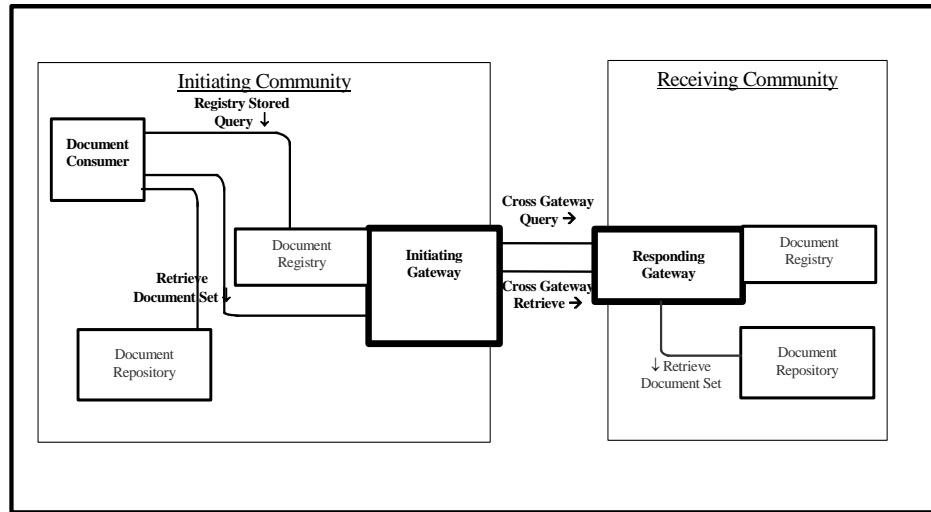 Initiating Community
Registry Stored
Query ↓
Document
Consumer
Document
Registry
Initiating
Gateway
Retrieve
Document Set ↓
Document
Repository
Cross Gateway
Query →
Cross Gateway
Retrieve →
Receiving Community
Responding
Gateway
Document
Registry
↓ Retrieve
Document Set
Document
Repository